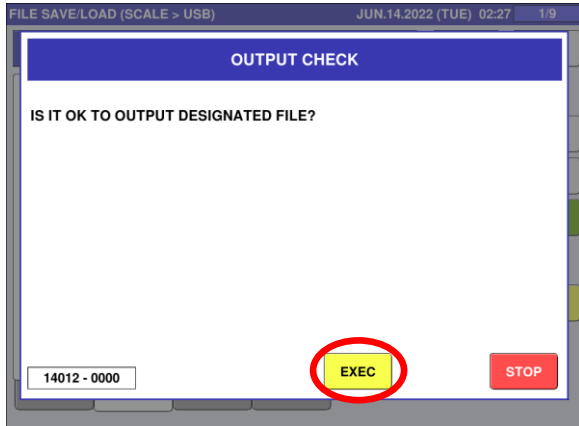 FILE SAVE/LOAD (SCALE > USB) JUN.14.2022 (TUE) 02:27 1/9
OUTPUT CHECK
IS IT OK TO OUTPUT DESIGNATED FILE?
14012 - 0000 EXEC STOP